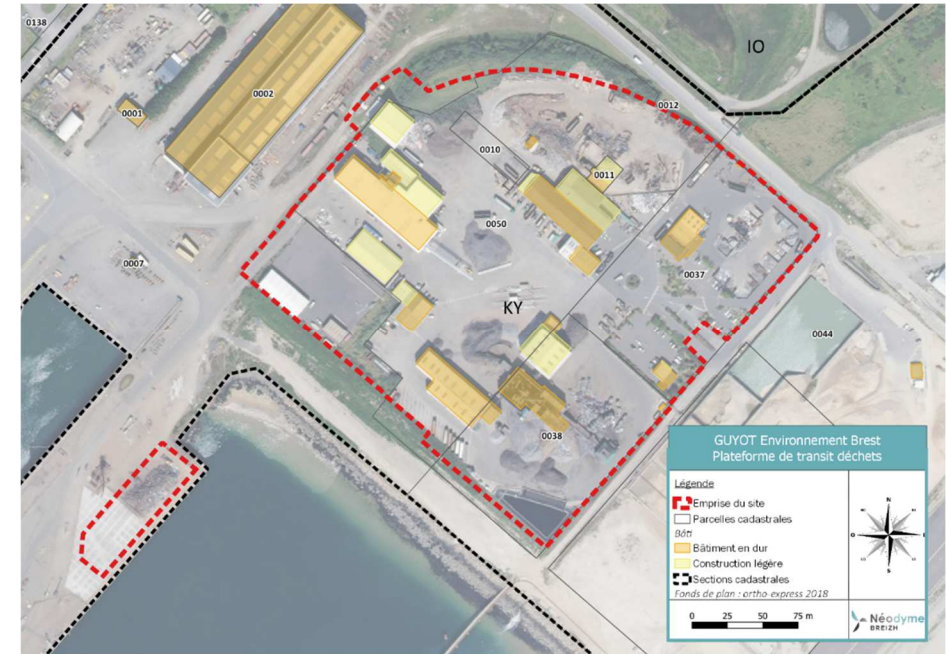 0138
IO
0002
0001
0012
0010
0011
0050
0037
0007
KY
0044
0038
GUYOT Environnement Brest
Plateforme de transit déchets
Légende
Emprise du site
Parcelles cadastrales
Bâti
Bâtiment en dur
Construction légère
Sections cadastrales
Fonds de plan : ortho-express 2018
0 25 50 75 m
N
O
S
Néodyme
BREIZH